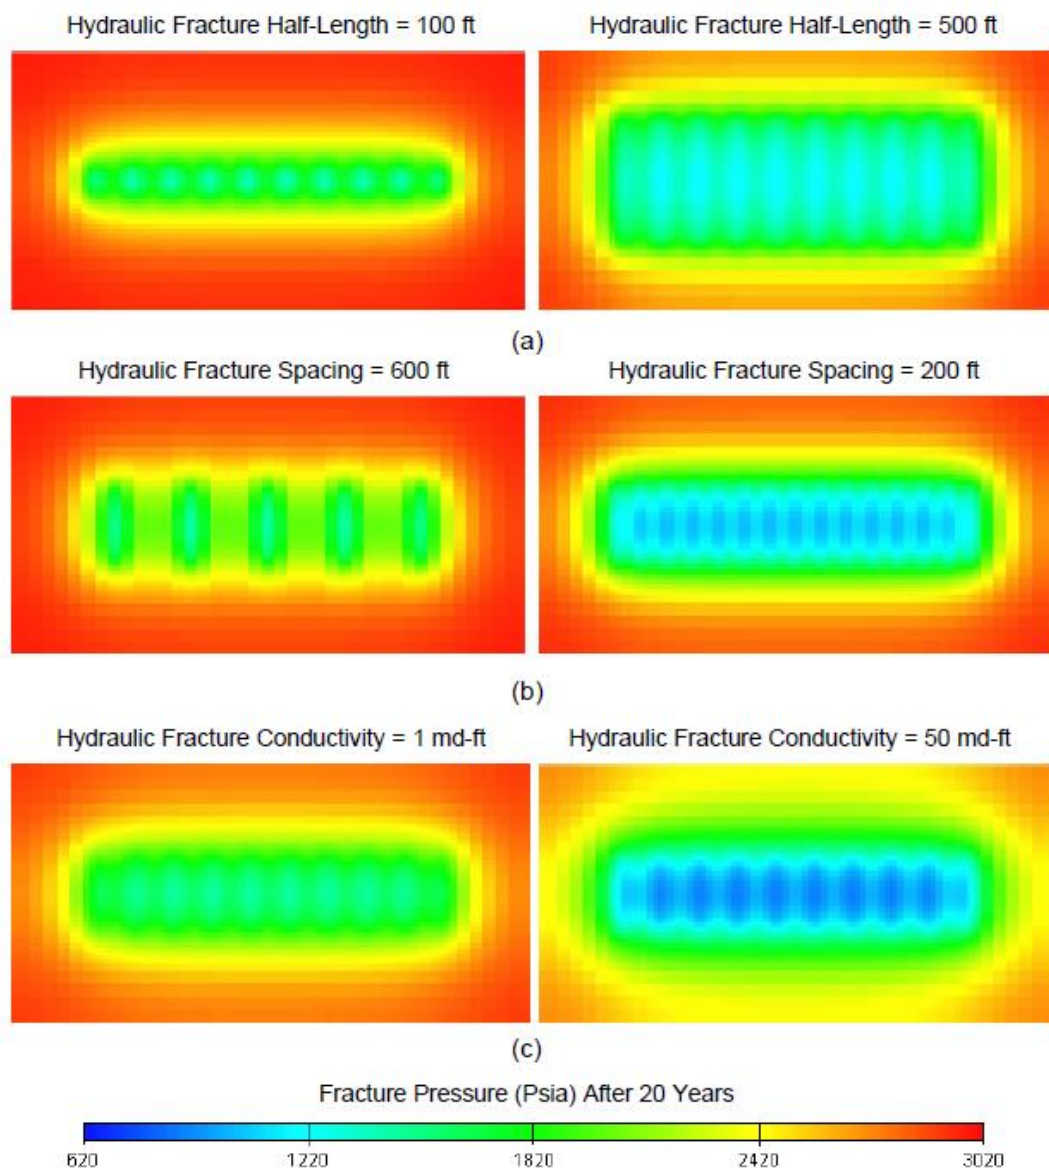 Hydraulic Fracture Half-Length = 100 ft
Hydraulic Fracture Half-Length = 500 ft
(a)
Hydraulic Fracture Spacing = 600 ft
Hydraulic Fracture Spacing = 200 ft
(b)
Hydraulic Fracture Conductivity = 1 md-ft
Hydraulic Fracture Conductivity = 50 md-ft
(c)
Fracture Pressure (Psia) After 20 Years
620 1220 1820 2420 3020